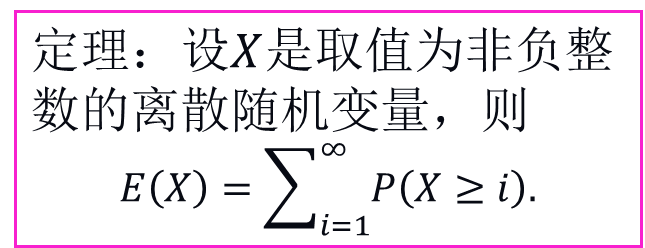 定理：设X是取值为非负整
数的离散随机变量，则
E(X) = ∑_{i=1}^{∞} P(X ≥ i).